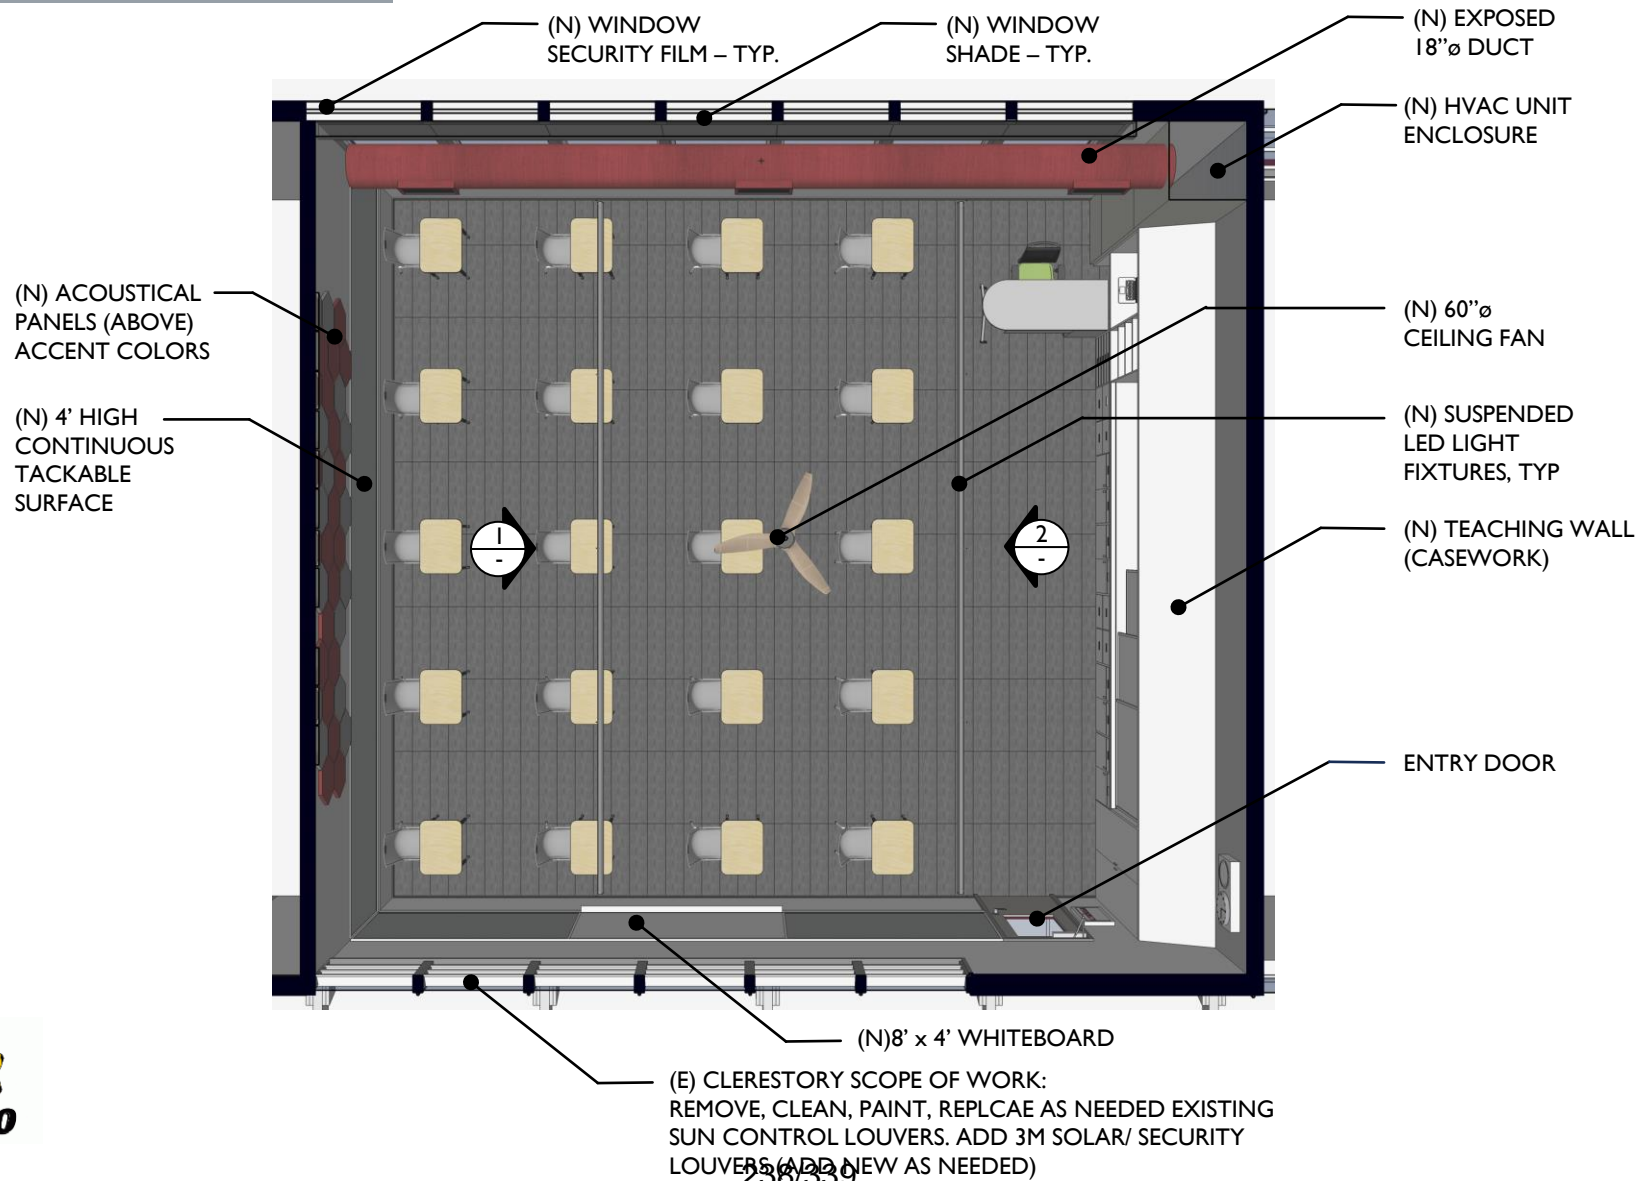 (N) WINDOW
SECURITY FILM – TYP.
(N) WINDOW
SHADE – TYP.
(N) EXPOSED
18”ø DUCT
(N) HVAC UNIT
ENCLOSURE
(N) ACOUSTICAL
PANELS (ABOVE)
ACCENT COLORS
(N) 60”ø
CEILING FAN
(N) 4’ HIGH
CONTINUOUS
TACKABLE
SURFACE
(N) SUSPENDED
LED LIGHT
FIXTURES, TYP
1
-
2
-
(N) TEACHING WALL
(CASEWORK)
ENTRY DOOR
(N)8’ x 4’ WHITEBOARD
(E) CLERESTORY SCOPE OF WORK:
REMOVE, CLEAN, PAINT, REPLCAE AS NEEDED EXISTING
SUN CONTROL LOUVERS. ADD 3M SOLAR/ SECURITY
LOUVERS (ADD NEW AS NEEDED)
238/339